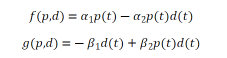 f(p,d) = α₁p(t) − α₂p(t)d(t)
g(p,d) = − β₁d(t) + β₂p(t)d(t)